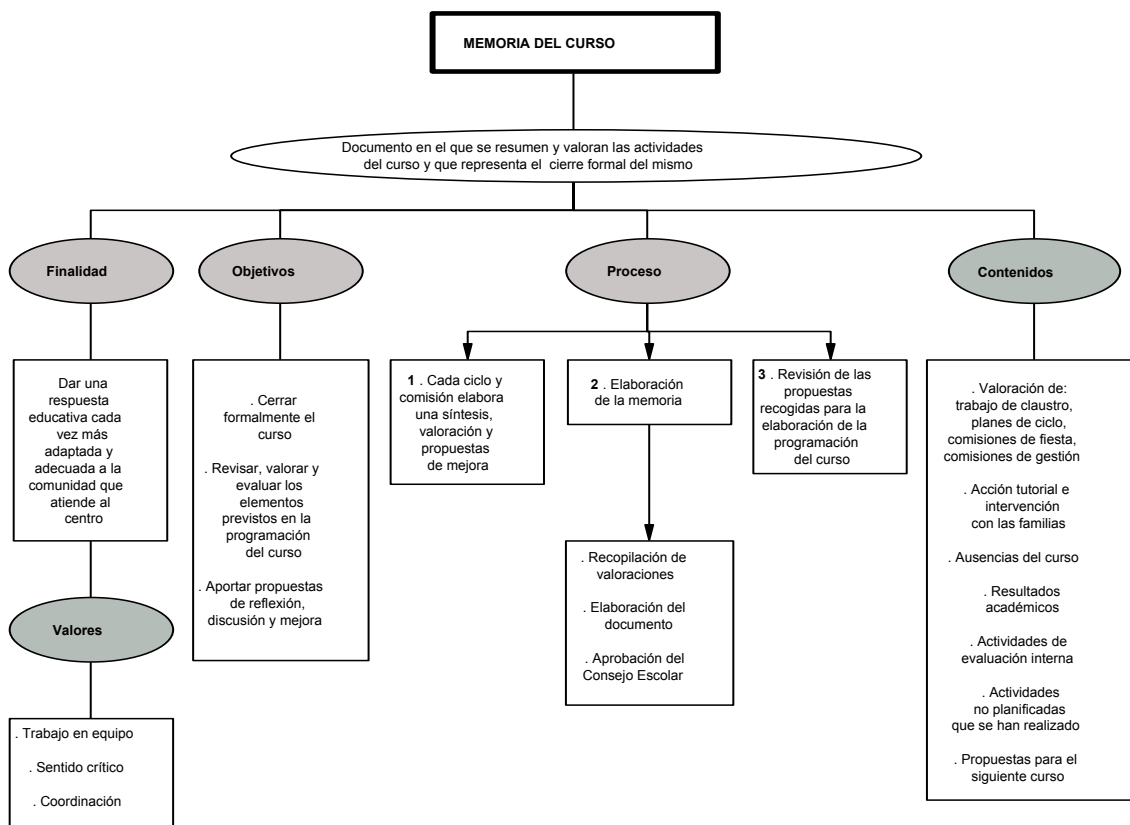 MEMORIA DEL CURSO
Documento en el que se resumen y valoran las actividades
del curso y que representa el cierre formal del mismo
Finalidad
Objetivos
Proceso
Contenidos
Dar una
respuesta
educativa cada
vez más
adaptada y
adecuada a la
comunidad que
atiende al
centro
Valores
. Trabajo en equipo
. Sentido crítico
. Coordinación
. Cerrar
formalmente el
curso
. Revisar, valorar y
evaluar los
elementos
previstos en la
programación
del curso
. Aportar propuestas
de reflexión,
discusión y mejora
1 . Cada ciclo y
comisión elabora
una síntesis,
valoración y
propuestas
de mejora
2 . Elaboración
de la memoria
. Recopilación de
valoraciones
. Elaboración del
documento
. Aprobación del
Consejo Escolar
3 . Revisión de las
propuestas
recogidas para la
elaboración de la
programación
del curso
. Valoración de:
trabajo de claustro,
planes de ciclo,
comisiones de fiesta,
comisiones de gestión
. Acción tutorial e
intervención
con las familias
. Ausencias del curso
. Resultados
académicos
. Actividades de
evaluación interna
. Actividades
no planificadas
que se han realizado
. Propuestas para el
siguiente curso